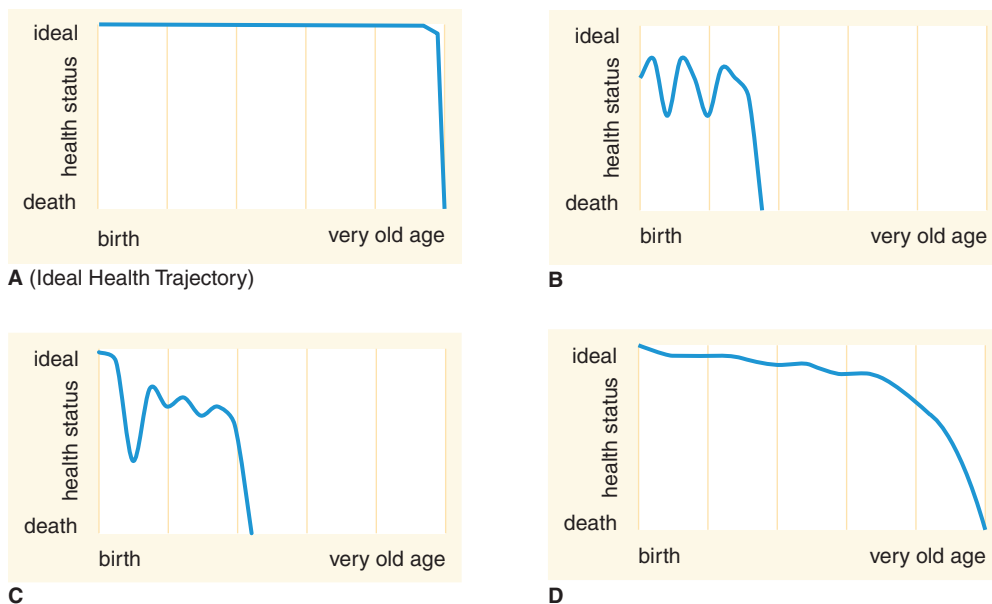 ideal
health status
death
birth
very old age
A (Ideal Health Trajectory)
ideal
health status
death
birth
very old age
B
ideal
health status
death
birth
very old age
C
ideal
health status
death
birth
very old age
D